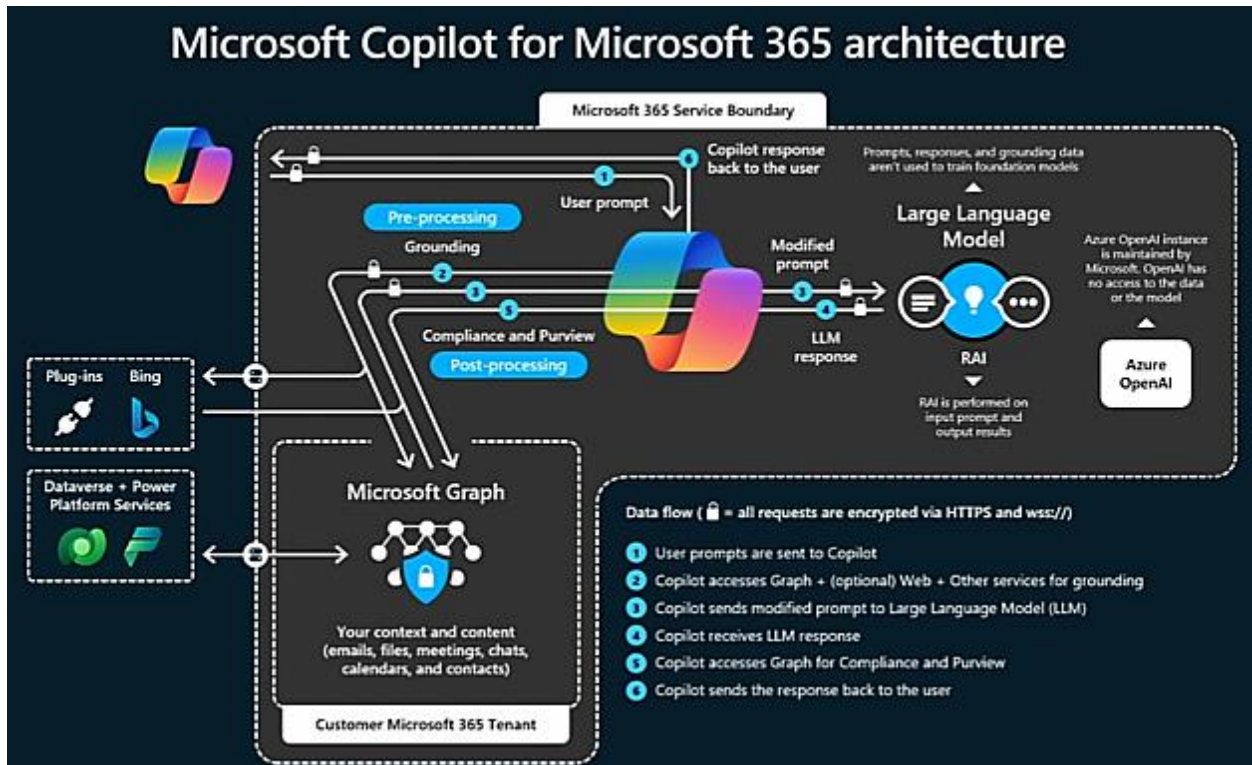 Microsoft Copilot for Microsoft 365 architecture
Microsoft 365 Service Boundary
Copilot response
back to the user
6
1
User prompt
Prompts, responses, and grounding data
aren't used to train foundation models
Large Language
Model
Pre-processing
Grounding
2
3
5
Modified
prompt
3
4
LLM
response
Compliance and Purview
Post-processing
RAI
RAI is performed on
input prompt and
output results
Azure OpenAI instance
is maintained by
Microsoft. OpenAI has
no access to the data
or the model
Azure
OpenAI
Plug-ins
Bing
Dataverse + Power
Platform Services
Microsoft Graph
Your context and content
(emails, files, meetings, chats,
calendars, and contacts)
Customer Microsoft 365 Tenant
Data flow ( = all requests are encrypted via HTTPS and wss://)
1 User prompts are sent to Copilot
2 Copilot accesses Graph + (optional) Web + Other services for grounding
3 Copilot sends modified prompt to Large Language Model (LLM)
4 Copilot receives LLM response
5 Copilot accesses Graph for Compliance and Purview
6 Copilot sends the response back to the user